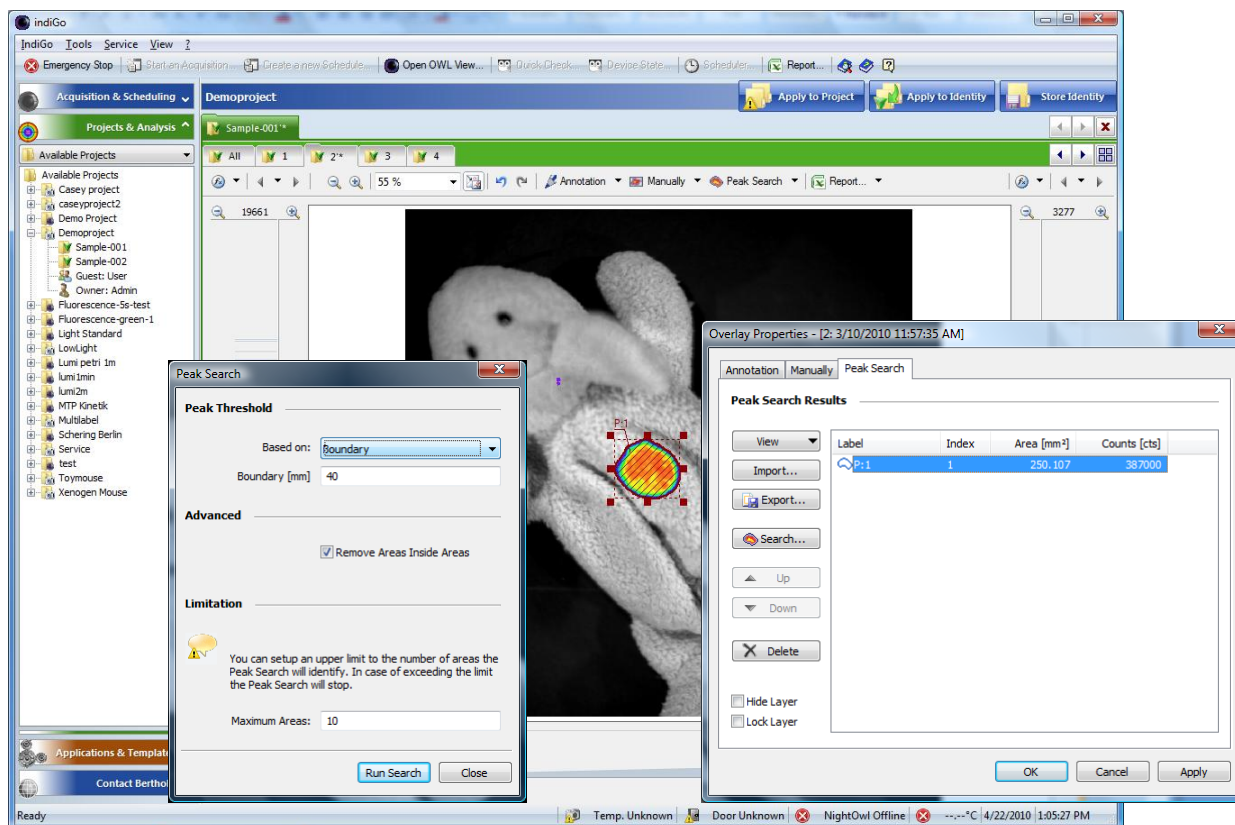 indiGo
IndiGo Tools Service View ?
Emergency Stop Start an Acquisition... Create a new Schedule... Open OWL View... Quick Check... Device State... Scheduler... Report...
Acquisition & Scheduling
Demoproject
Apply to Project
Apply to Identity
Store Identity
Projects & Analysis
Sample-001'*
Available Projects
All 1 2'* 3 4
55 %
Annotation Manually Peak Search Report...
19661
3277
Available Projects
Casey project
caseyproject2
Demo Project
Demoproject
Sample-001
Sample-002
Guest: User
Owner: Admin
Fluorescence-5s-test
Fluorescence-green-1
Light Standard
LowLight
Lumi petri 1m
lumi1min
lumi2m
MTP Kinetik
Multilabel
Schering Berlin
Service
test
Toymouse
Xenogen Mouse
P:1
Peak Search
Peak Threshold
Based on: Boundary
Boundary [mm] 40
Advanced
Remove Areas Inside Areas
Limitation
You can setup an upper limit to the number of areas the
Peak Search will identify. In case of exceeding the limit
the Peak Search will stop.
Maximum Areas: 10
Run Search Close
Overlay Properties - [2: 3/10/2010 11:57:35 AM]
Annotation Manually Peak Search
Peak Search Results
View
Import...
Export...
Search...
Up
Down
Delete
Hide Layer
Lock Layer
Label Index Area [mm²] Counts [cts]
P:1 1 250.107 387000
OK Cancel Apply
Applications & Templat
Contact Berthol
Ready
Temp. Unknown Door Unknown NightOwl Offline --.--°C 4/22/2010 1:05:27 PM